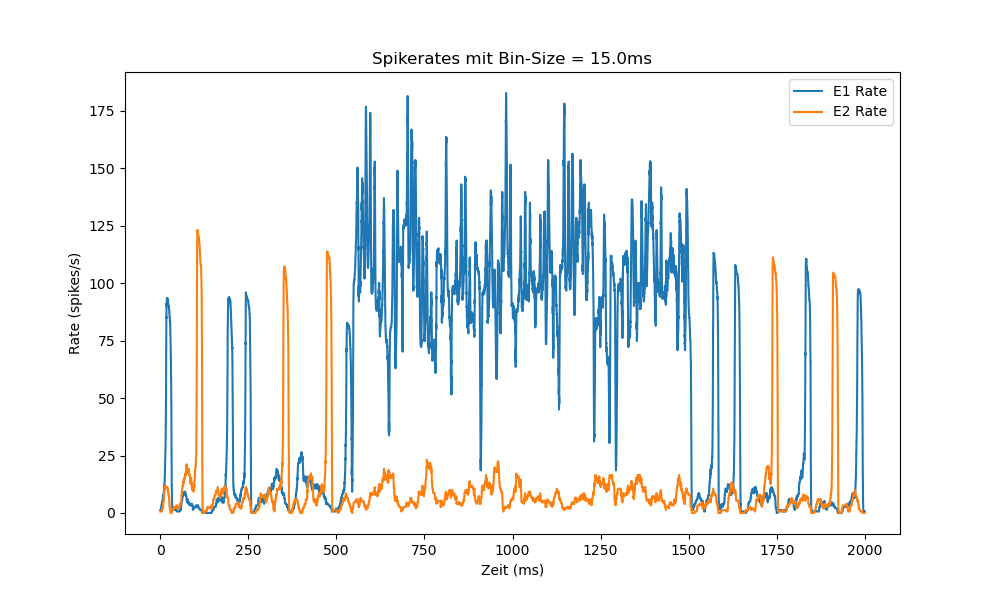 Spikerates mit Bin-Size = 15.0ms
E1 Rate
E2 Rate
Rate (spikes/s)
175
150
125
100
75
50
25
0
0 250 500 750 1000 1250 1500 1750 2000
Zeit (ms)